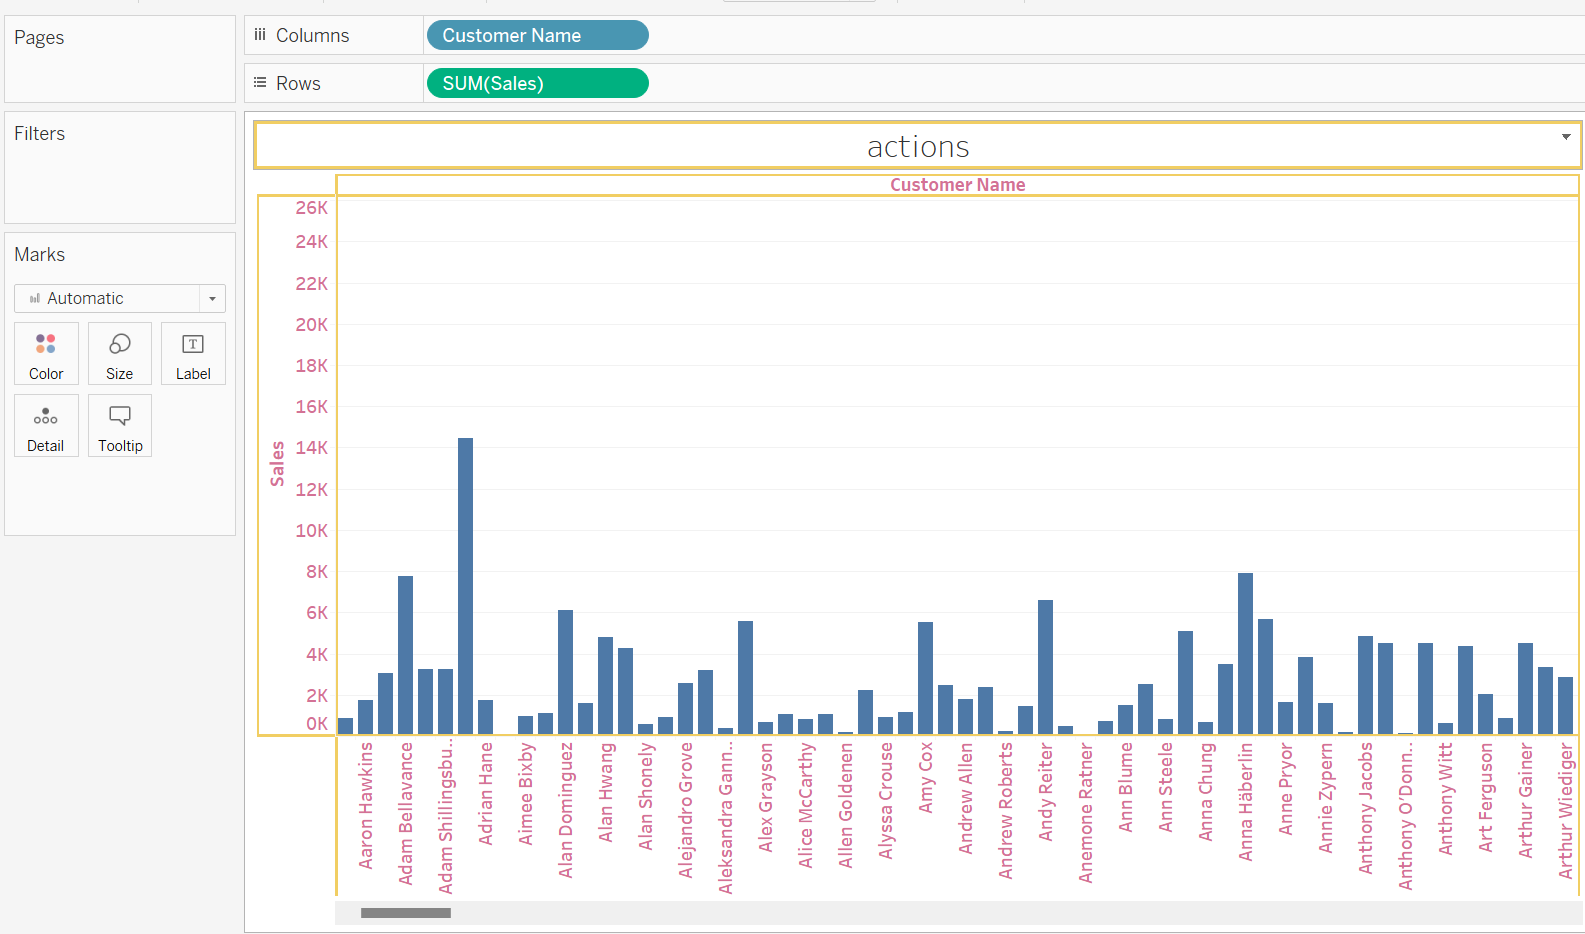 Pages
Columns
Customer Name
Rows
SUM(Sales)
Filters
Marks
Automatic
Color
Size
Label
Detail
Tooltip
actions
Customer Name
Sales
26K
24K
22K
20K
18K
16K
14K
12K
10K
8K
6K
4K
2K
0K
Aaron Hawkins
Adam Bellavance
Adam Shillingsbu..
Adrian Hane
Aimee Bixby
Alan Dominguez
Alan Hwang
Alan Shonely
Alejandro Grove
Aleksandra Gann..
Alex Grayson
Alice McCarthy
Allen Goldenen
Alyssa Crouse
Amy Cox
Andrew Allen
Andrew Roberts
Andy Reiter
Anemone Ratner
Ann Blume
Ann Steele
Anna Chung
Anna Häberlin
Anne Pryor
Annie Zypern
Anthony Jacobs
Anthony O'Donn..
Anthony Witt
Art Ferguson
Arthur Gainer
Arthur Wiediger